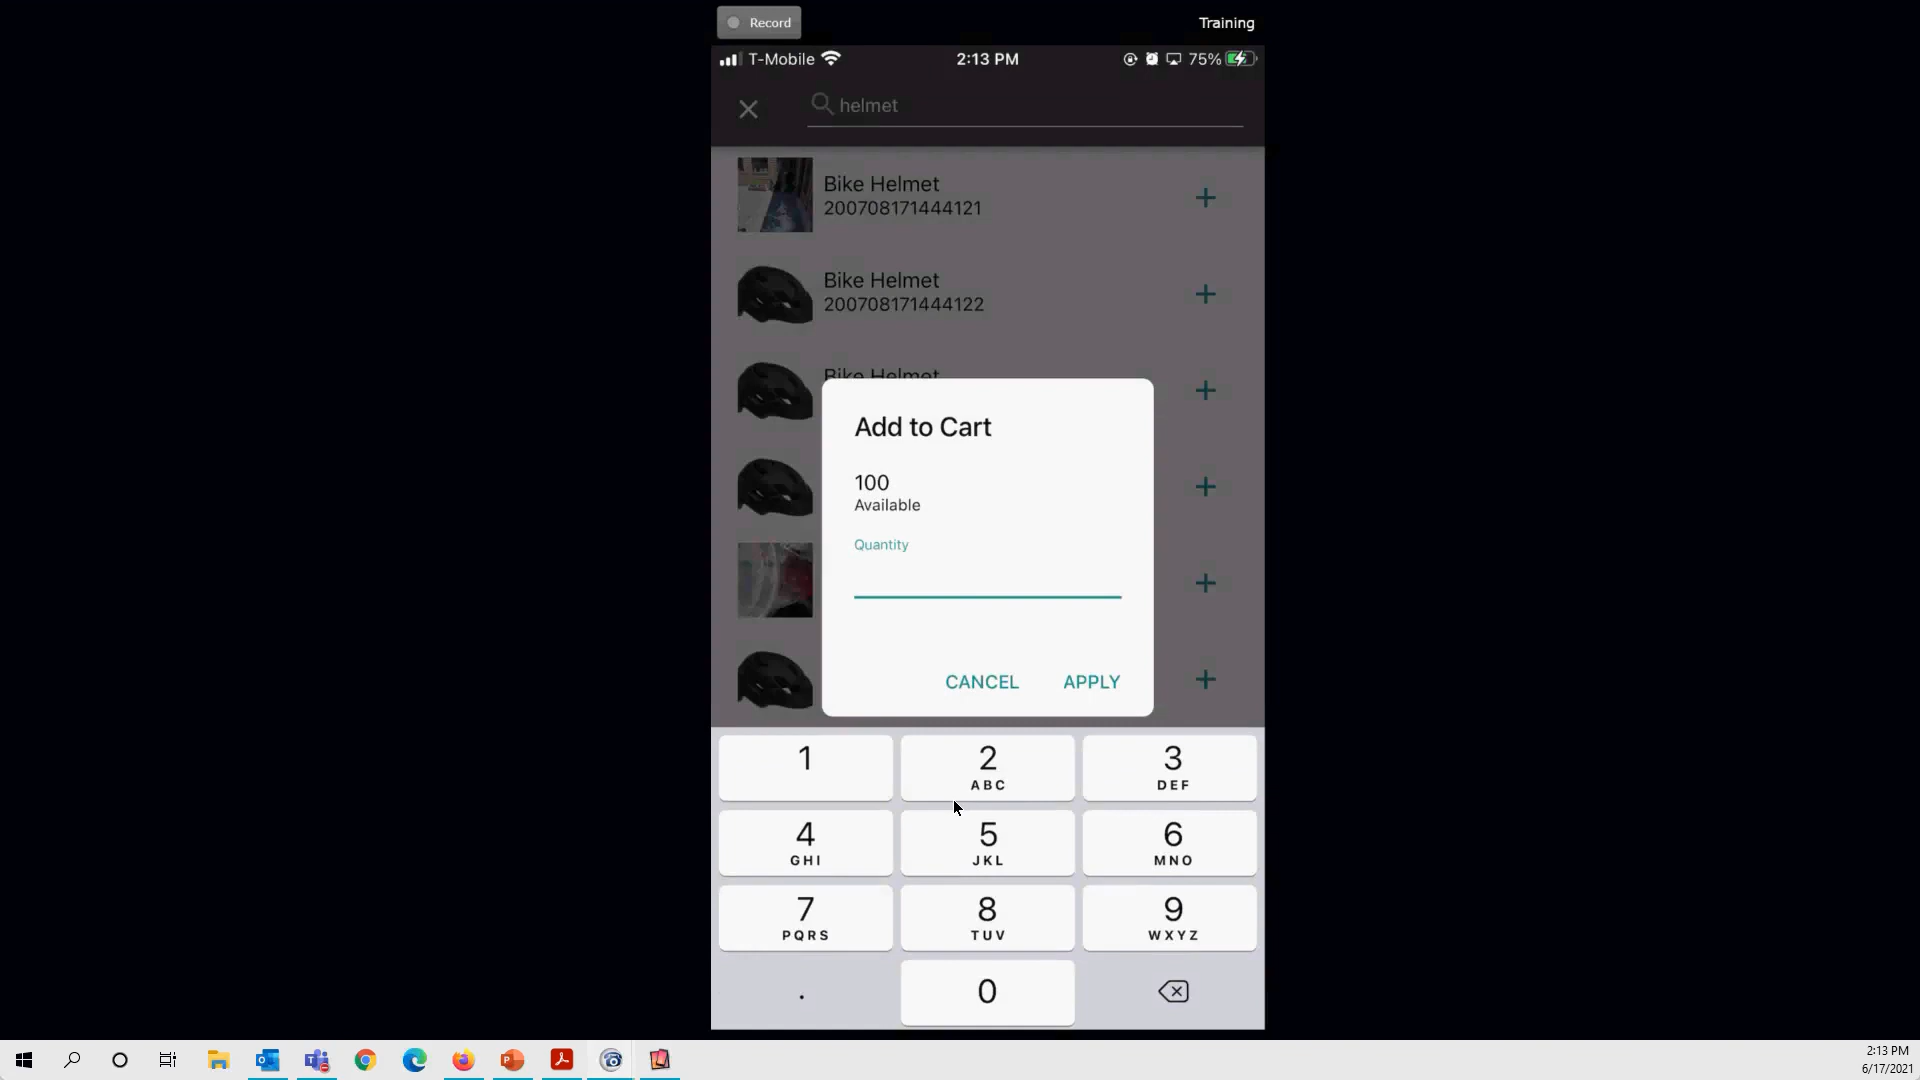 Record
Training
T-Mobile
2:13 PM
75%
helmet
Bike Helmet
200708171444121
Bike Helmet
200708171444122
Bike Helmet
Add to Cart
100
Available
Quantity
CANCEL
APPLY
1
2
ABC
3
DEF
4
GHI
5
JKL
6
MNO
7
PQRS
8
TUV
9
WXYZ
.
0
2:13 PM
6/17/2021